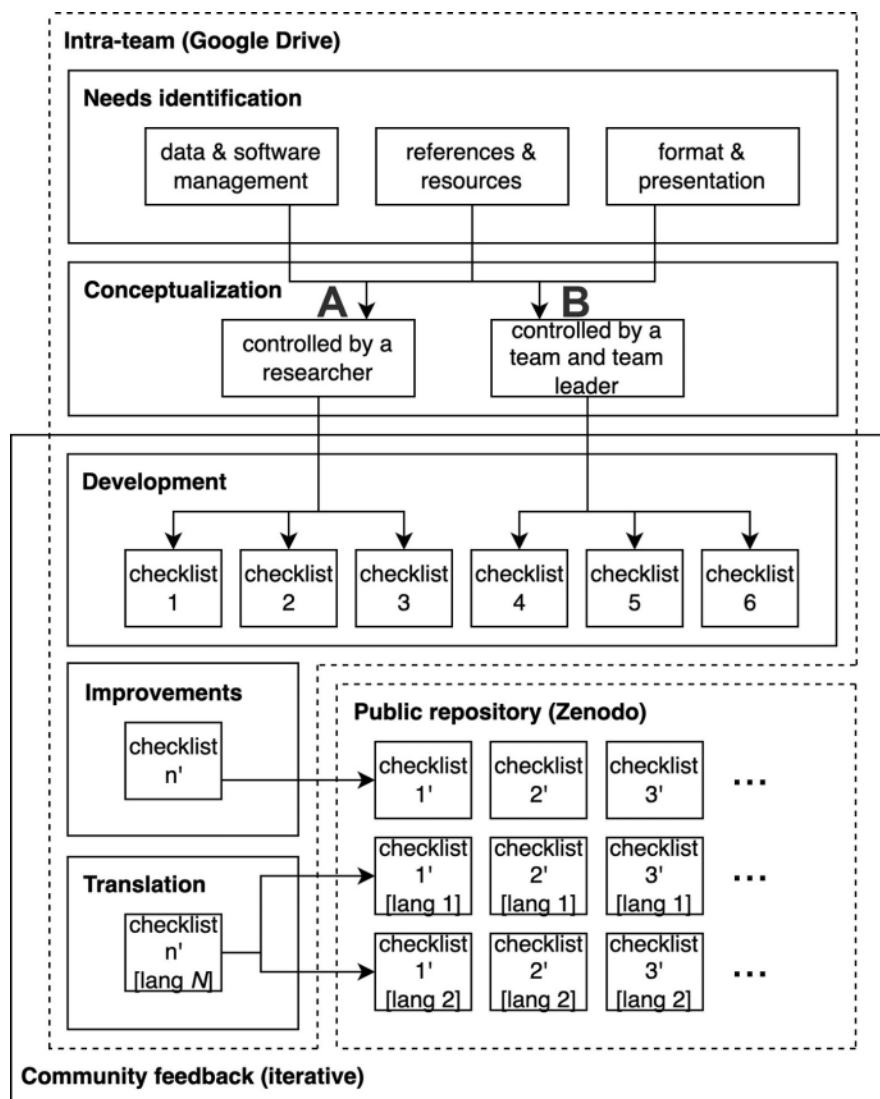 Intra-team (Google Drive)
Needs identification
data & software
management
references &
resources
format &
presentation
Conceptualization
A
B
controlled by a
researcher
controlled by a
team and team
leader
Development
checklist
1
checklist
2
checklist
3
checklist
4
checklist
5
checklist
6
Improvements
checklist
n'
Public repository (Zenodo)
checklist
1'
checklist
2'
checklist
3'
...
Translation
checklist
n'
[lang N]
checklist
1'
[lang 1]
checklist
2'
[lang 1]
checklist
3'
[lang 1]
...
checklist
1'
[lang 2]
checklist
2'
[lang 2]
checklist
3'
[lang 2]
...
Community feedback (iterative)